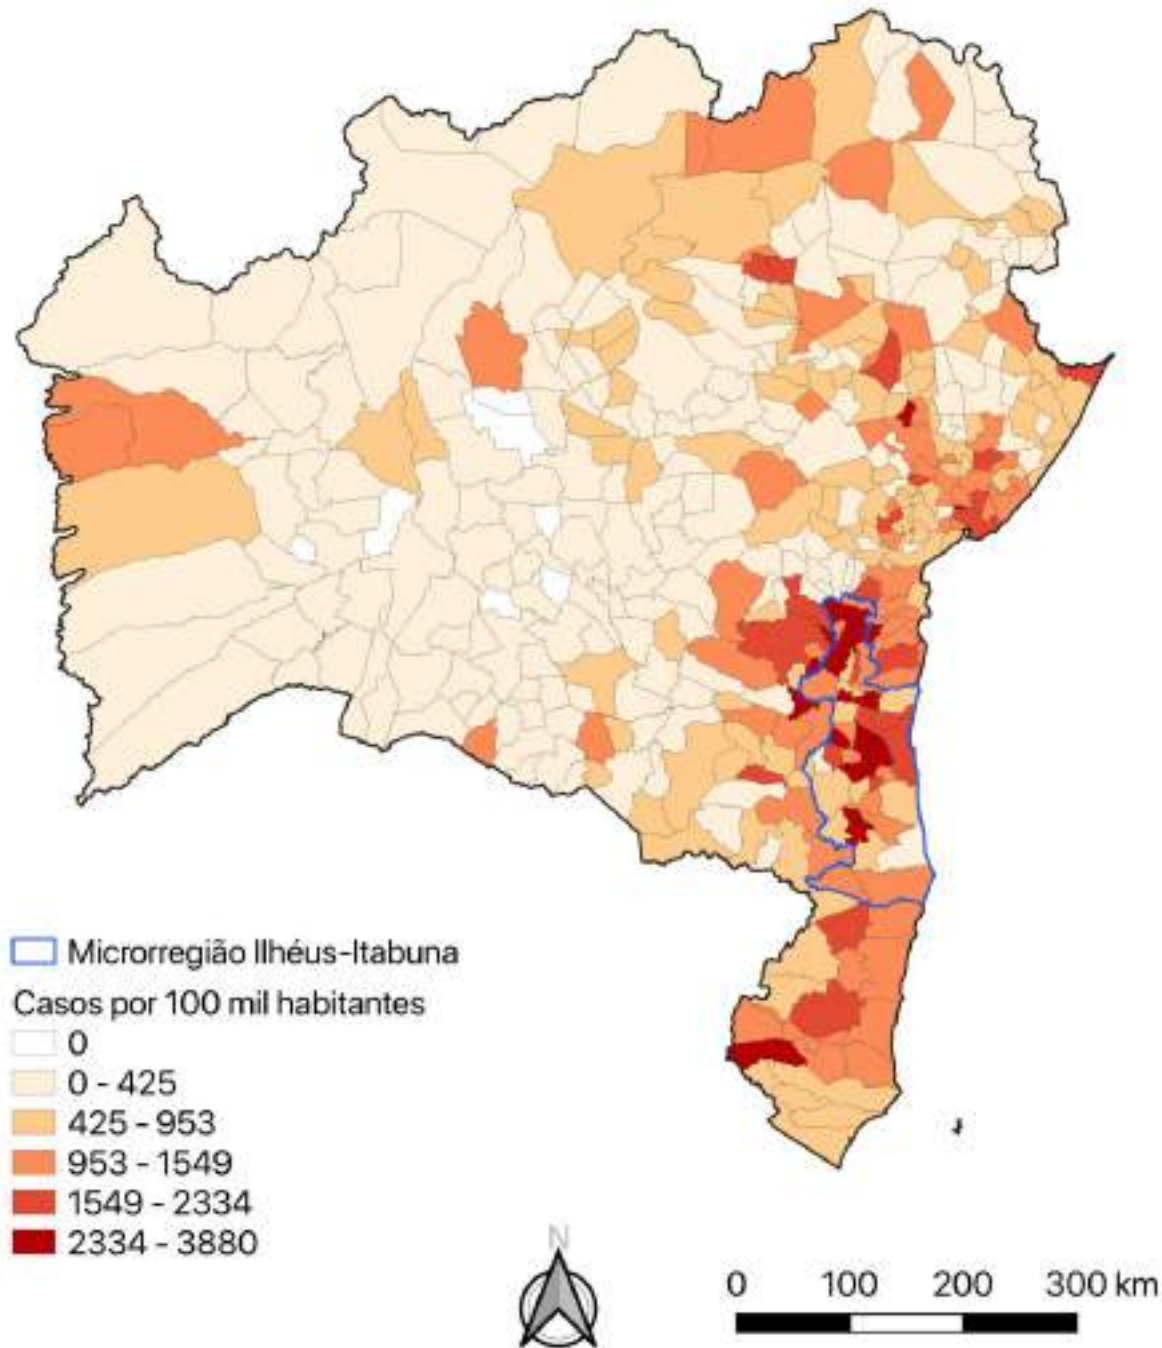 Microrregião Ilhéus-Itabuna
Casos por 100 mil habitantes
0
0 - 425
425 - 953
953 - 1549
1549 - 2334
2334 - 3880
N
0 100 200 300 km